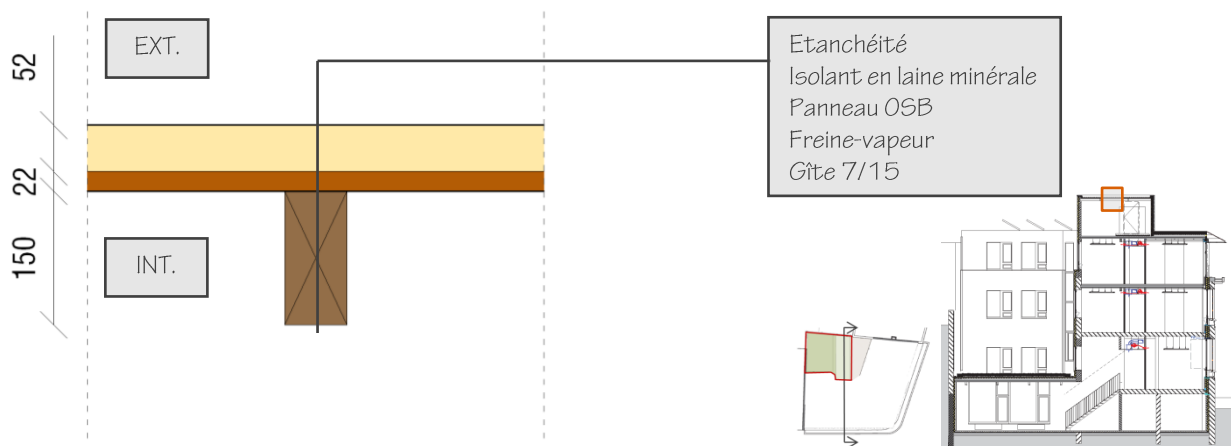 EXT.
52
22
150
INT.
Etanchéité
Isolant en laine minérale
Panneau OSB
Freine-vapeur
Gîte 7/15